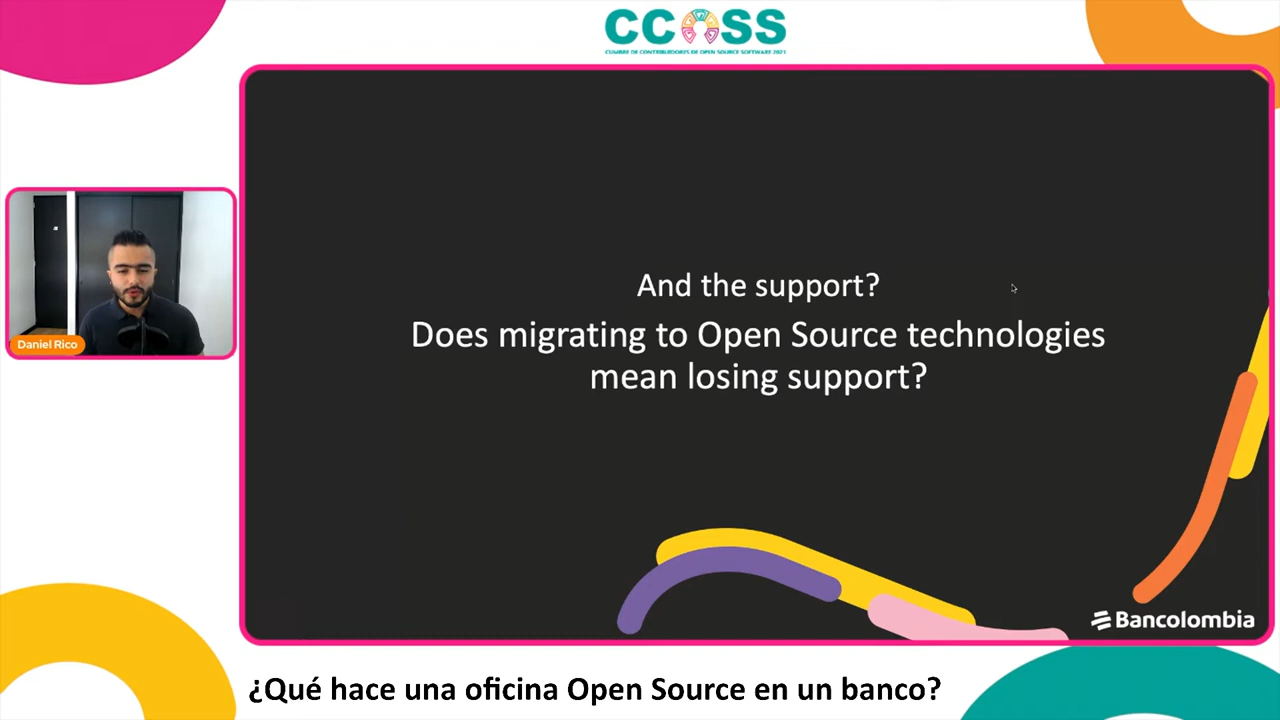 CCOSS
CUMBRE DE CONTRIBUIDORES DE OPEN SOURCE SOFTWARE 2021
And the support?
Does migrating to Open Source technologies
mean losing support?
Daniel Rico
Bancolombia
¿Qué hace una oficina Open Source en un banco?